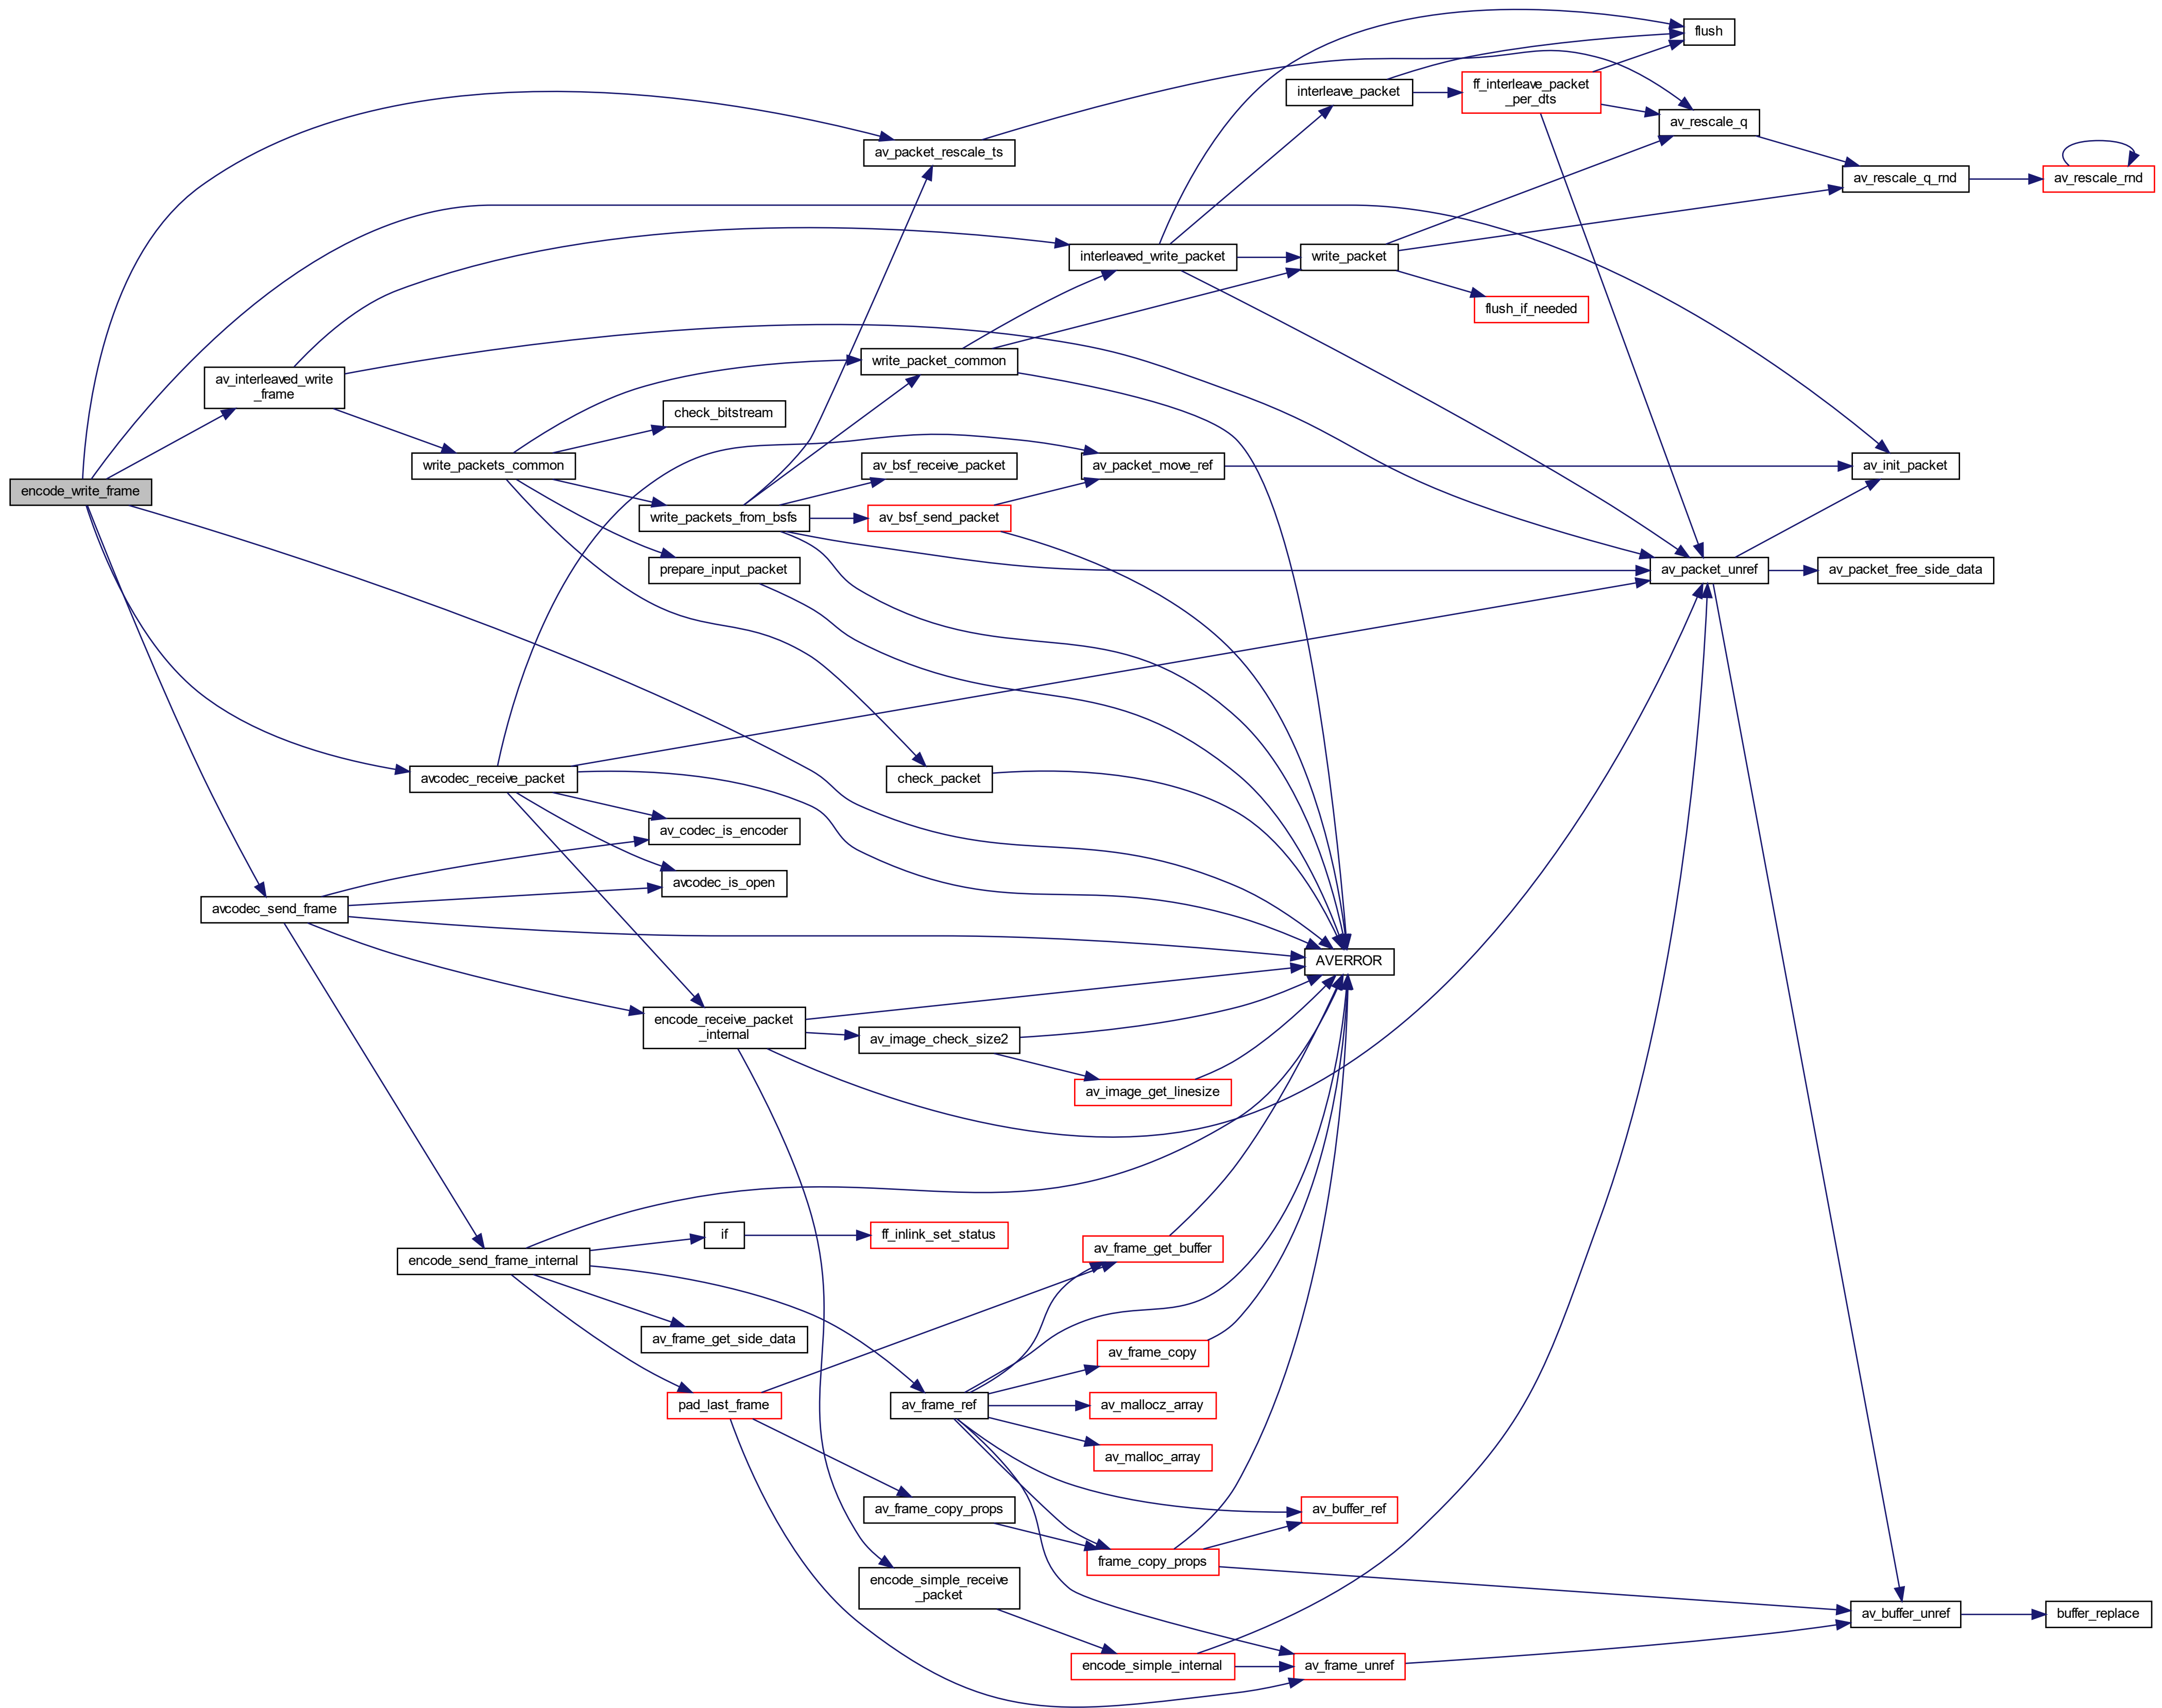 flush
interleave_packet
ff_interleave_packet
_per_dts
av_rescale_q
av_packet_rescale_ts
av_rescale_q_rnd
av_rescale_rnd
interleaved_write_packet
write_packet
flush_if_needed
av_interleaved_write
_frame
write_packet_common
check_bitstream
write_packets_common
av_bsf_receive_packet
av_packet_move_ref
av_init_packet
encode_write_frame
write_packets_from_bsfs
av_bsf_send_packet
prepare_input_packet
av_packet_unref
av_packet_free_side_data
avcodec_receive_packet
check_packet
av_codec_is_encoder
avcodec_is_open
avcodec_send_frame
AVERROR
encode_receive_packet
_internal
av_image_check_size2
av_image_get_linesize
if
ff_inlink_set_status
encode_send_frame_internal
av_frame_get_buffer
av_frame_get_side_data
av_frame_copy
pad_last_frame
av_frame_ref
av_mallocz_array
av_malloc_array
av_frame_copy_props
av_buffer_ref
frame_copy_props
encode_simple_receive
_packet
av_buffer_unref
buffer_replace
encode_simple_internal
av_frame_unref